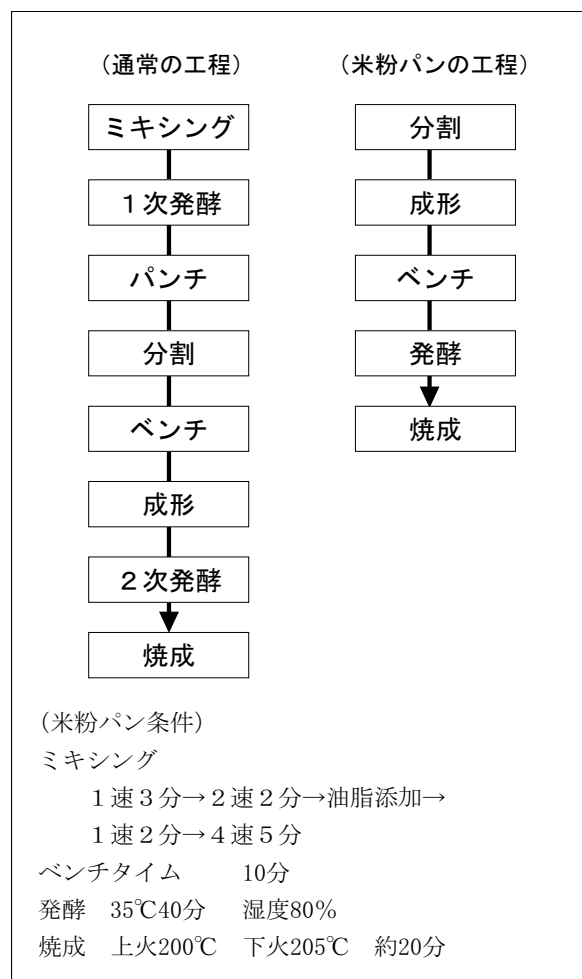 (通常の工程)
ミキシング
1次発酵
パンチ
分割
ベンチ
成形
2次発酵
焼成
(米粉パンの工程)
分割
成形
ベンチ
発酵
焼成
(米粉パン条件)
ミキシング
1速3分→2速2分→油脂添加→
1速2分→4速5分
ベンチタイム 10分
発酵 35℃40分 湿度80%
焼成 上火200℃ 下火205℃ 約20分